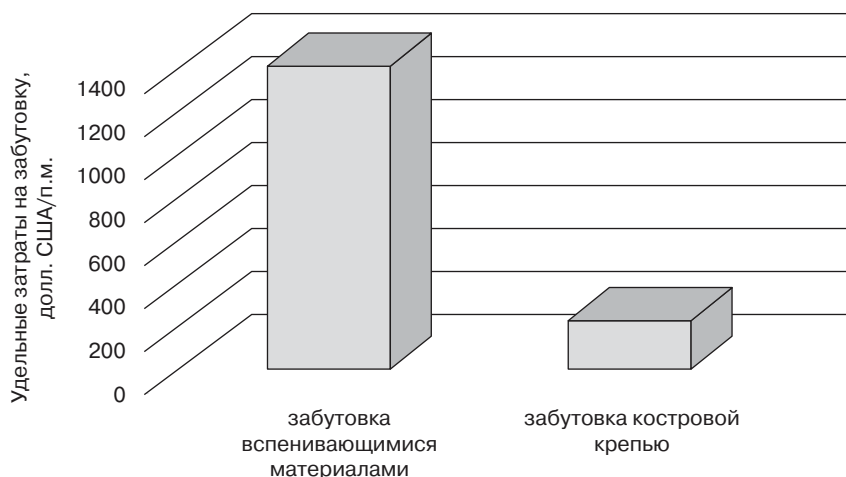 Удельные затраты на забутовку,
долл. США/п.м.
1400
1200
1000
800
600
400
200
0
забутовка
вспенивающимися
материалами
забутовка костровой
крепью